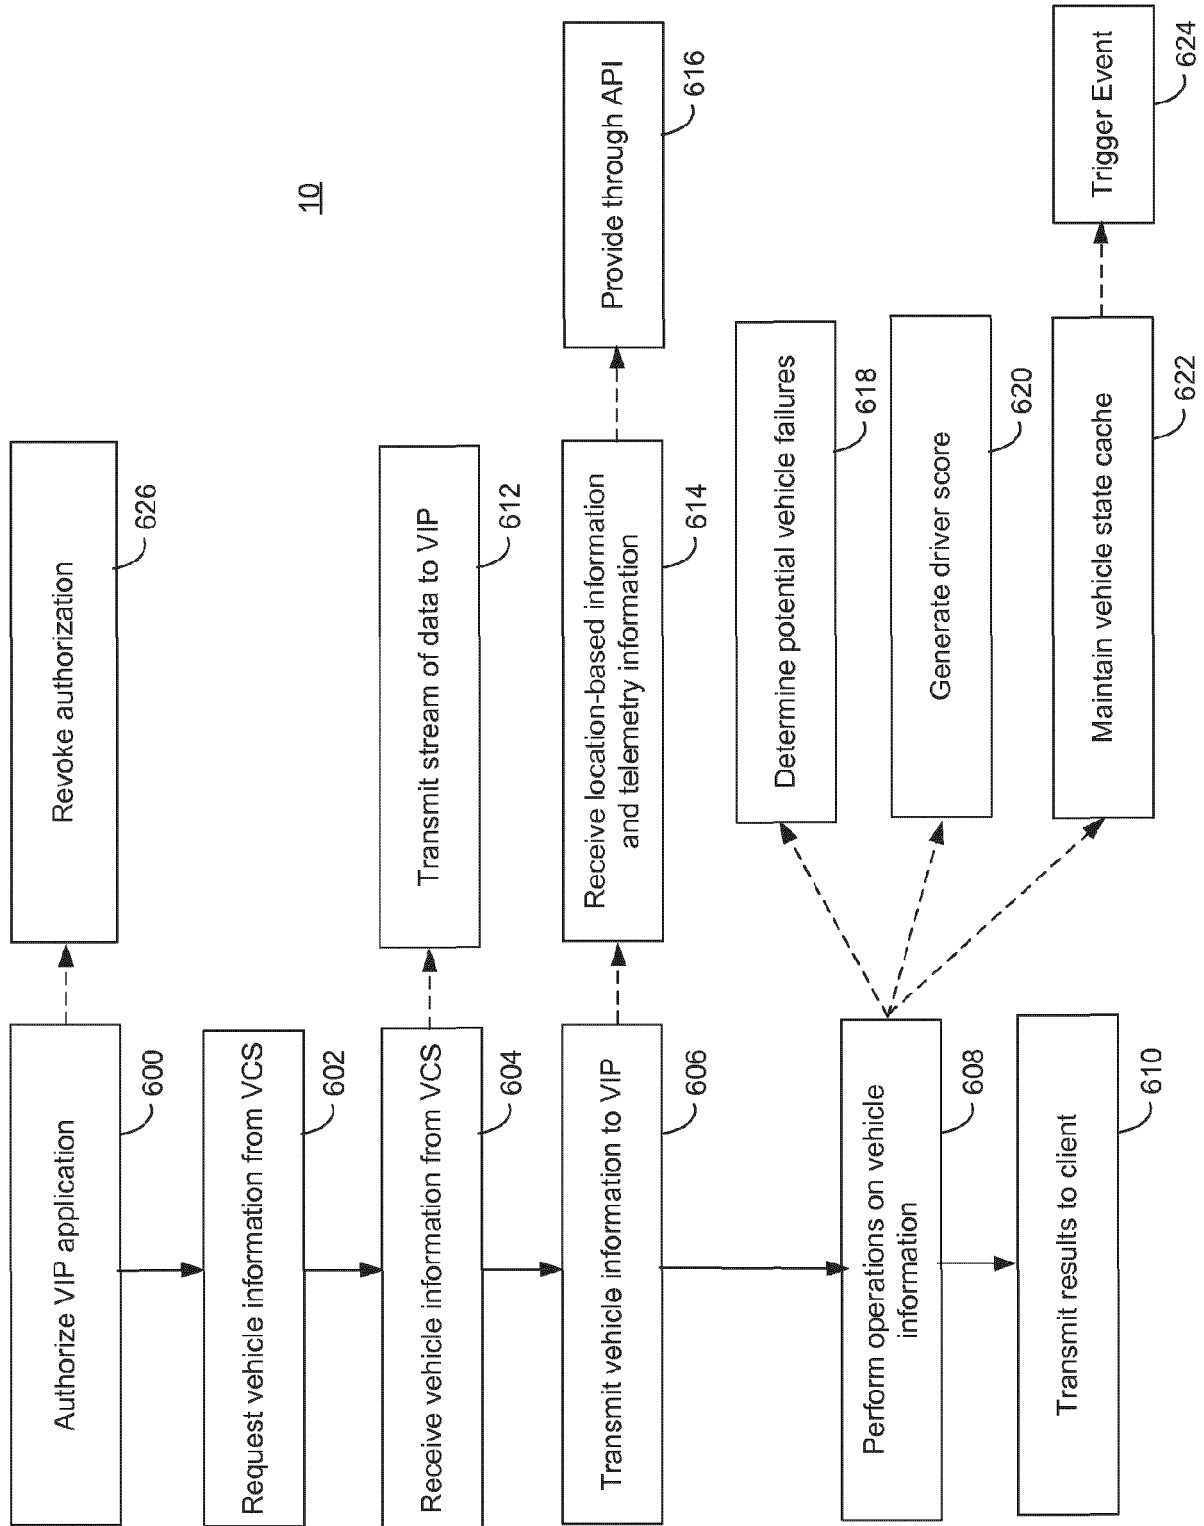 10
Authorize VIP application
600
Revoke authorization
626
Request vehicle information from VCS
602
Receive vehicle information from VCS
604
Transmit stream of data to VIP
612
Transmit vehicle information to VIP
606
Receive location-based information
and telemetry information
614
Provide through API
616
Perform operations on vehicle
information
608
Determine potential vehicle failures
618
Generate driver score
620
Maintain vehicle state cache
622
Trigger Event
624
Transmit results to client
610